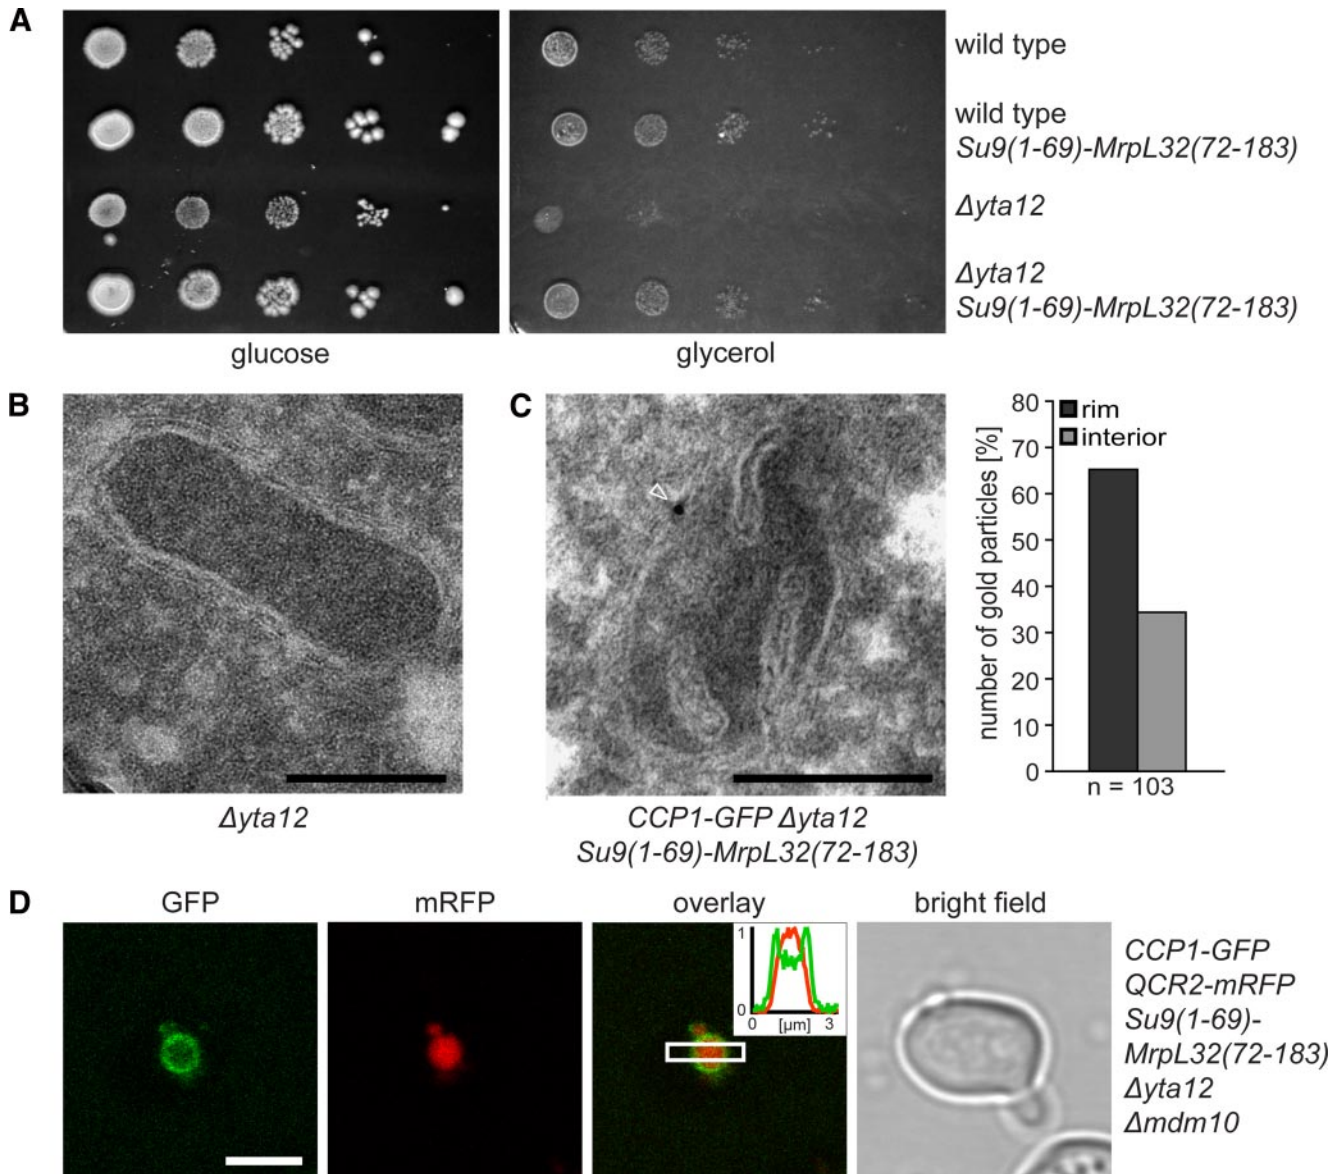 A
wild type
wild type
Su9(1-69)-MrpL32(72-183)
Δyta12
Δyta12
Su9(1-69)-MrpL32(72-183)
glucose
glycerol
B
Δyta12
C
CCP1-GFP Δyta12
Su9(1-69)-MrpL32(72-183)
number of gold particles [%]
80
70
60
50
40
30
20
10
0
rim
interior
n = 103
D
GFP
mRFP
overlay
bright field
1
0
0
[µm]
3
CCP1-GFP
QCR2-mRFP
Su9(1-69)-
MrpL32(72-183)
Δyta12
Δmdm10